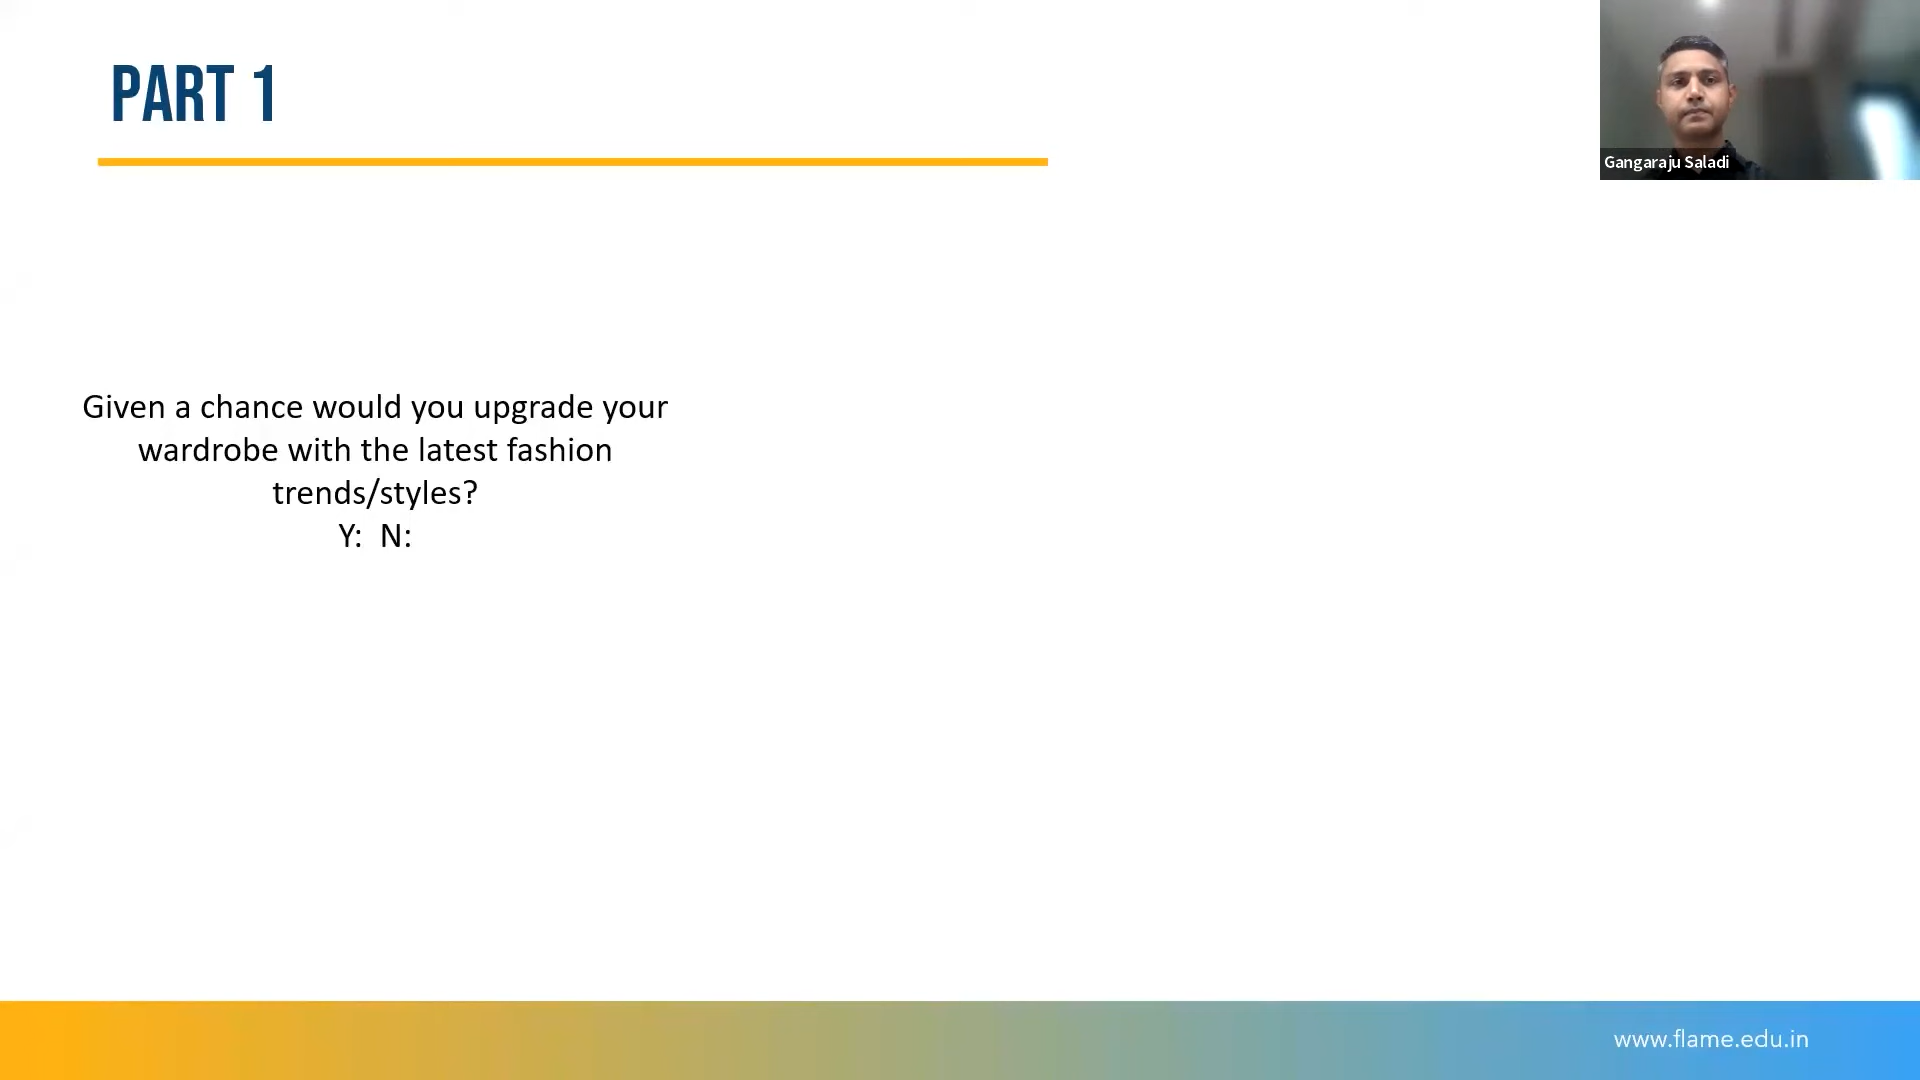 PART 1
Gangaraju Saladi
Given a chance would you upgrade your
wardrobe with the latest fashion
trends/styles?
Y:  N:
www.flame.edu.in